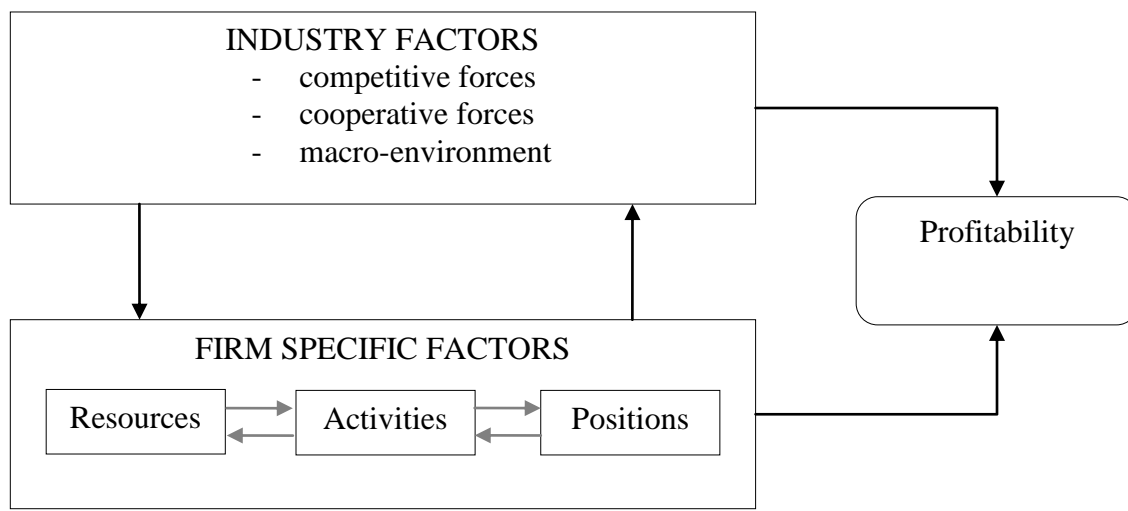 INDUSTRY FACTORS
- competitive forces
- cooperative forces
- macro-environment
Profitability
FIRM SPECIFIC FACTORS
Resources
Activities
Positions